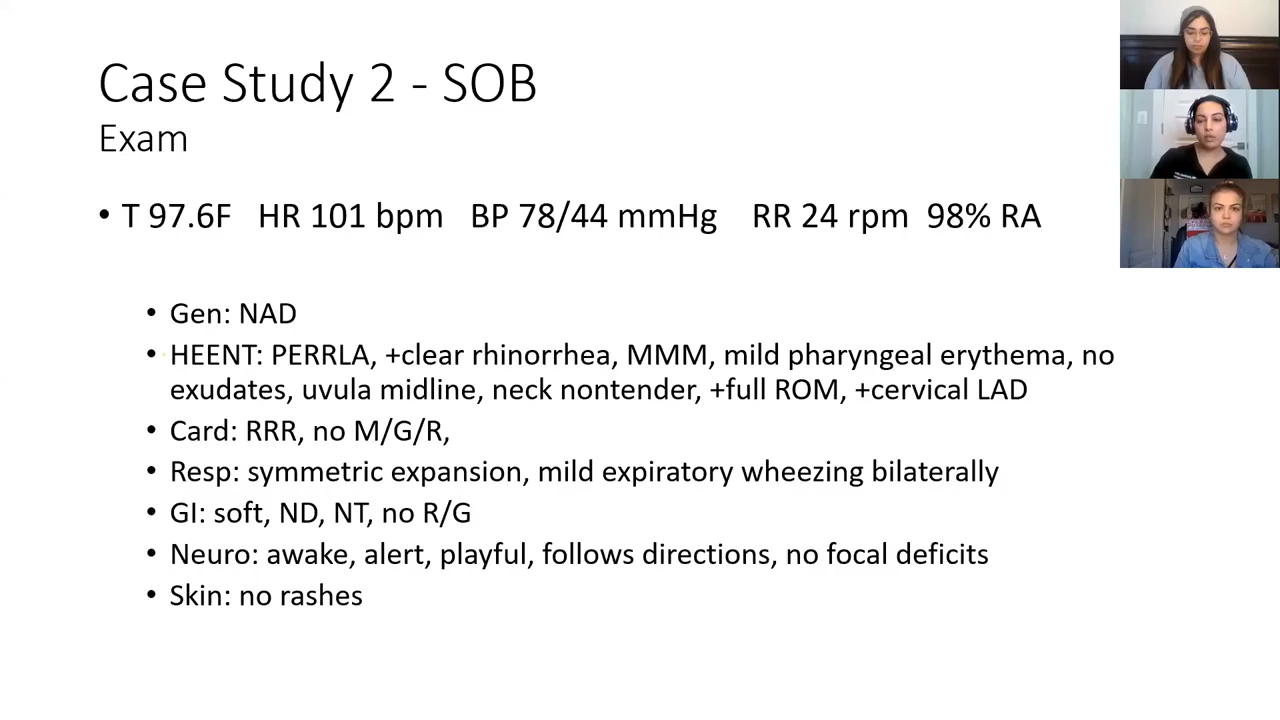 Case Study 2 - SOB
Exam
• T 97.6F HR 101 bpm BP 78/44 mmHg RR 24 rpm 98% RA
• Gen: NAD
• HEENT: PERRLA, +clear rhinorrhea, MMM, mild pharyngeal erythema, no
exudates, uvula midline, neck nontender, +full ROM, +cervical LAD
• Card: RRR, no M/G/R,
• Resp: symmetric expansion, mild expiratory wheezing bilaterally
• GI: soft, ND, NT, no R/G
• Neuro: awake, alert, playful, follows directions, no focal deficits
• Skin: no rashes